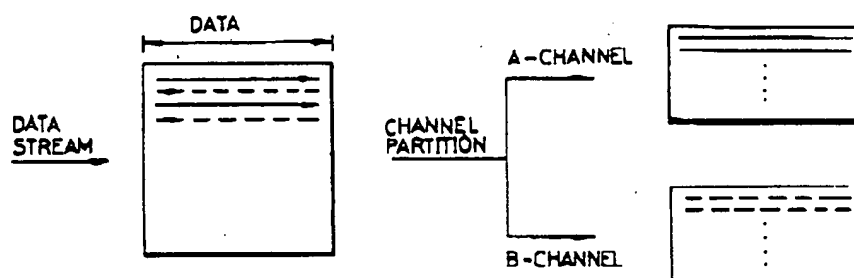 DATA
DATA
STREAM
CHANNEL
PARTITION
A-CHANNEL
B-CHANNEL